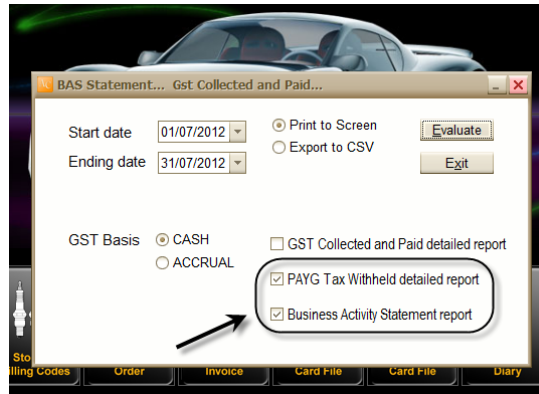 BAS Statement... Gst Collected and Paid...
Start date 01/07/2012
Print to Screen
Evaluate
Ending date 31/07/2012
Export to CSV
Exit
GST Basis
CASH
GST Collected and Paid detailed report
ACCRUAL
PAYG Tax Withheld detailed report
Business Activity Statement report
Codes
Order
Invoice
Card File
Card File
Diary